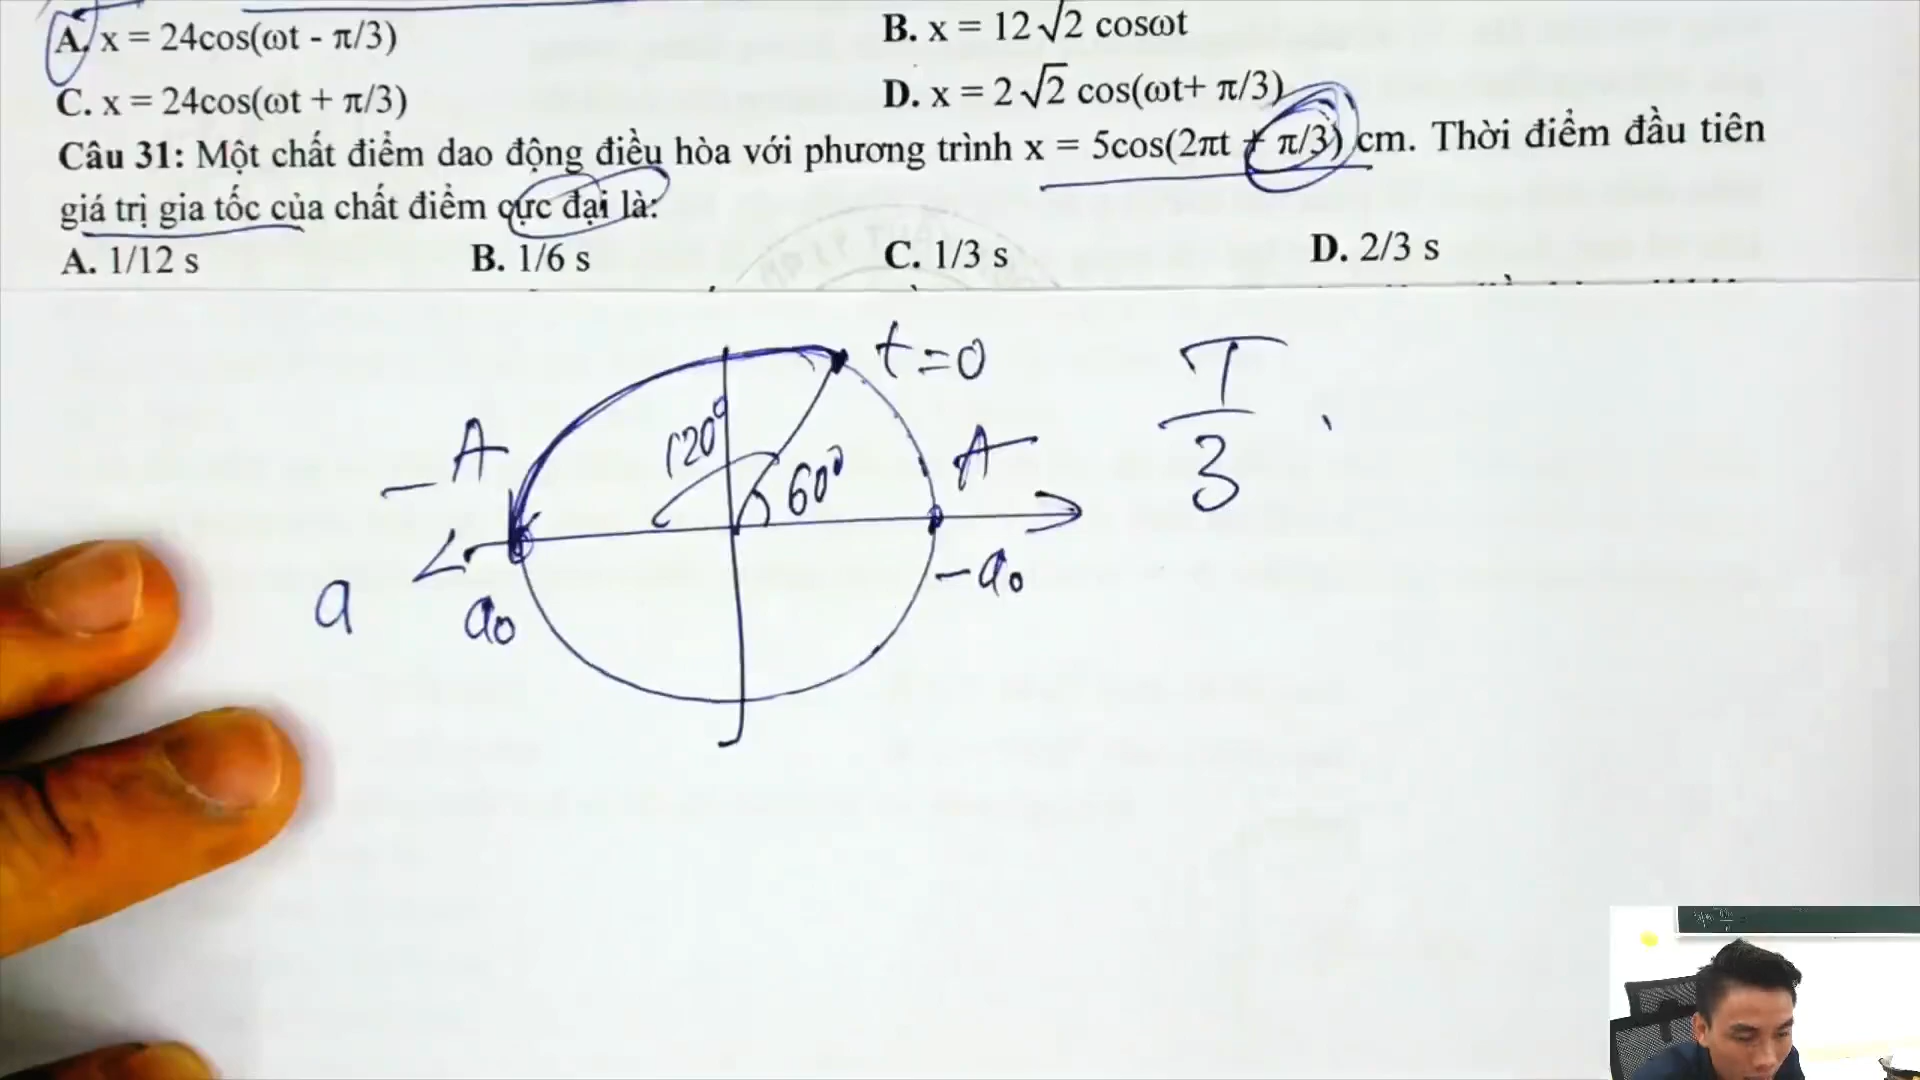 A. x = 24cos(ωt - π/3)
B. x = 12√2 cosωt
C. x = 24cos(ωt + π/3)
D. x = 2√2 cos(ωt+ π/3)
Câu 31: Một chất điểm dao động điều hòa với phương trình x = 5cos(2πt + π/3) cm. Thời điểm đầu tiên
giá trị gia tốc của chất điểm cực đại là:
A. 1/12 s
B. 1/6 s
C. 1/3 s
D. 2/3 s
t=0
T/3
-A
120°
60°
A
a
a₀
-a₀